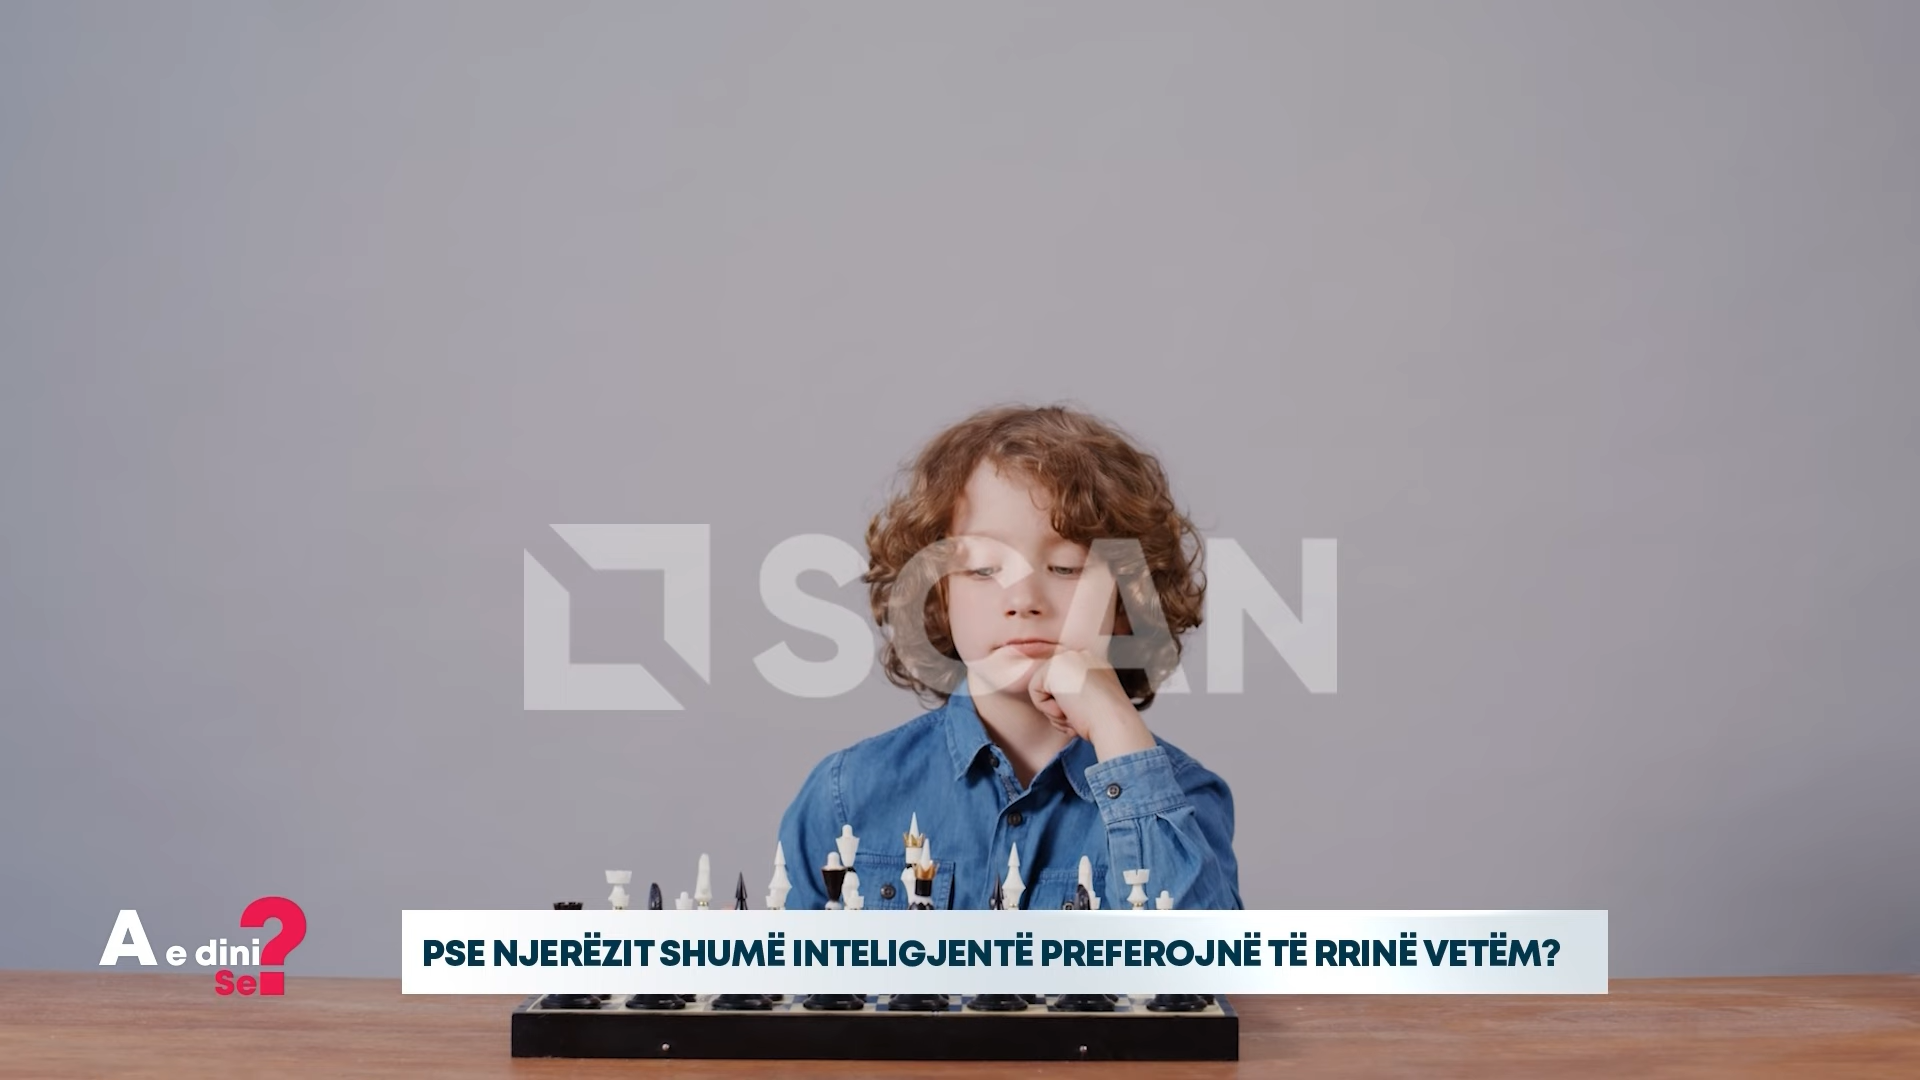 SCAN
A e dini
Se?
PSE NJERËZIT SHUMË INTELIGJENTË PREFEROJNË TË RRINË VETËM?